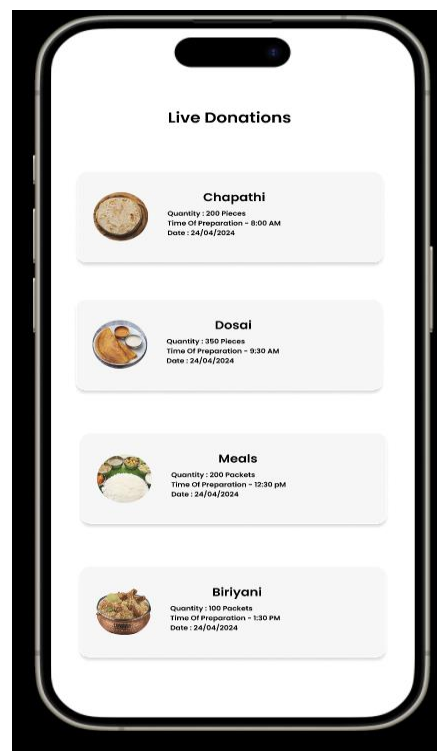 Live Donations
Chapathi
Quantity : 200 Pieces
Time Of Preparation - 8:00 AM
Date : 24/04/2024
Dosai
Quantity : 350 Pieces
Time Of Preparation - 9:30 AM
Date : 24/04/2024
Meals
Quantity : 200 Packets
Time Of Preparation - 12:30 pM
Date : 24/04/2024
Biriyani
Quantity : 100 Packets
Time Of Preparation - 1:30 PM
Date : 24/04/2024